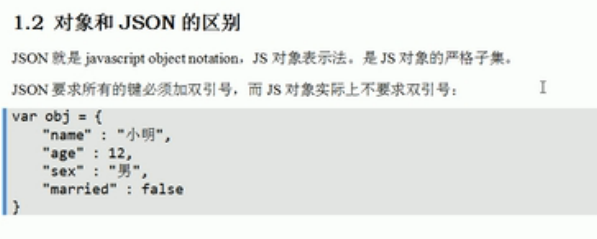 1.2 对象和 JSON 的区别
JSON 就是 javascript object notation，JS 对象表示法。是 JS 对象的严格子集。
JSON 要求所有的键必须加双引号，而 JS 对象实际上不要求双引号：
var obj = {
    "name" : "小明",
    "age" : 12,
    "sex" : "男",
    "married" : false
}